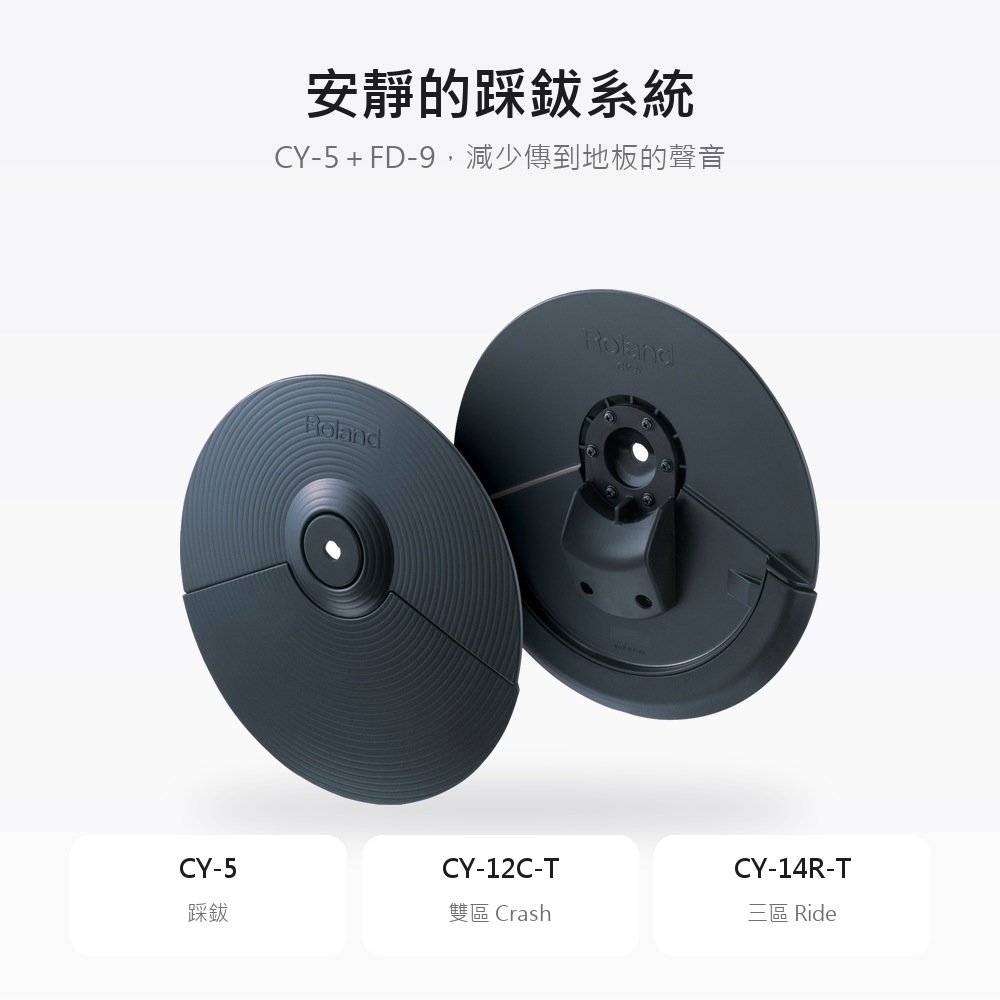 安靜的踩鈸系統
CY-5 + FD-9，減少傳到地板的聲音
Roland
Roland
CY-5
踩鈸
CY-12C-T
雙區 Crash
CY-14R-T
三區 Ride